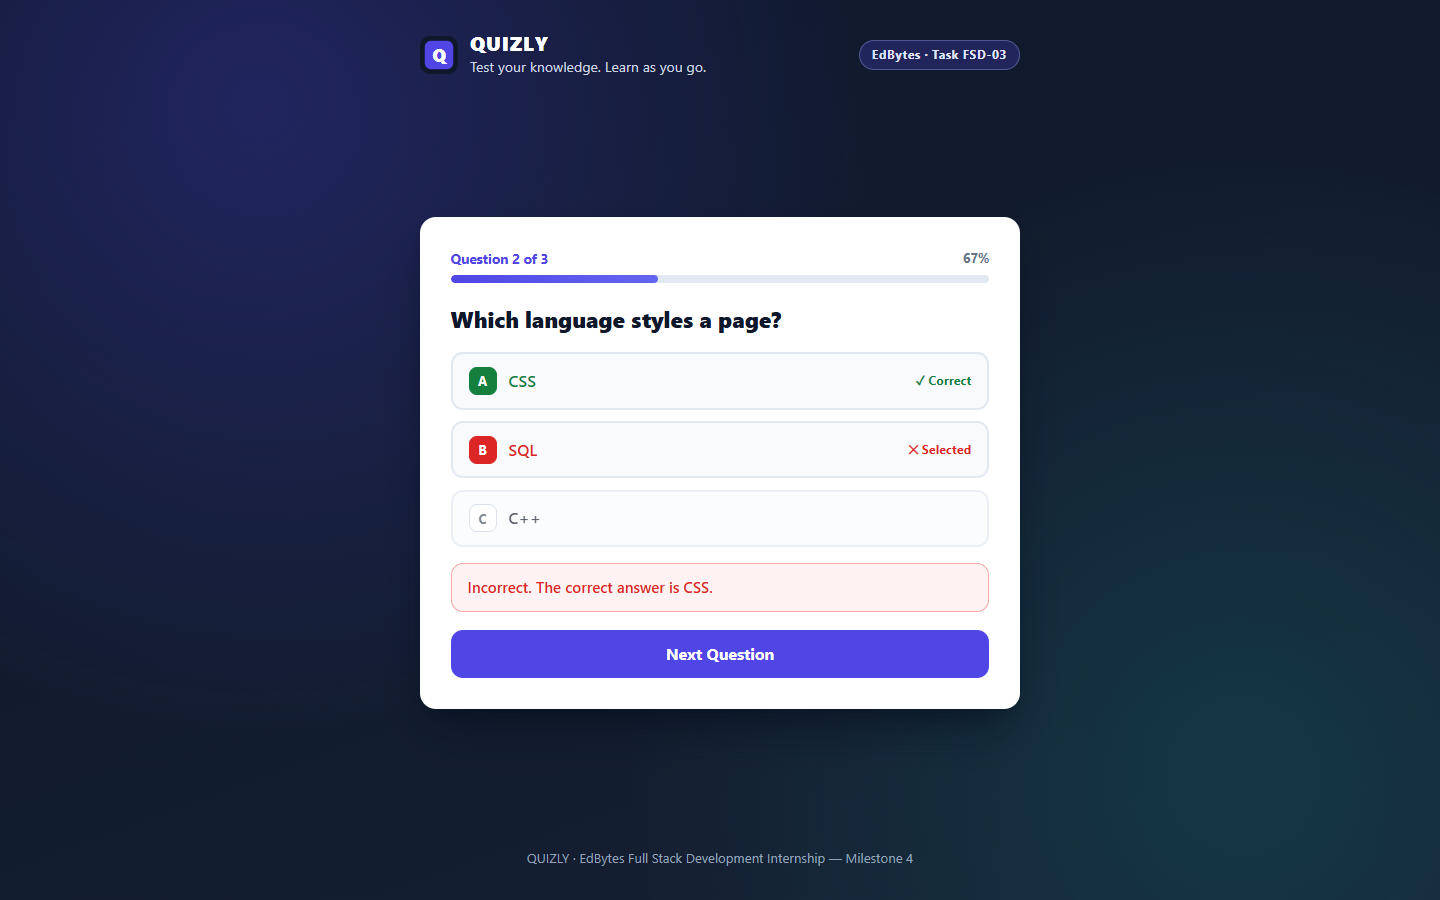 Q
QUIZLY
Test your knowledge. Learn as you go.
EdBytes · Task FSD-03
Question 2 of 3
67%
Which language styles a page?
A CSS ✓ Correct
B SQL ✕ Selected
C C++
Incorrect. The correct answer is CSS.
Next Question
QUIZLY · EdBytes Full Stack Development Internship — Milestone 4